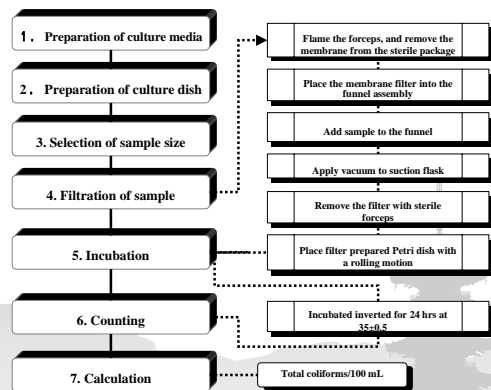 1. Preparation of culture media
2. Preparation of culture dish
3. Selection of sample size
4. Filtration of sample
5. Incubation
6. Counting
7. Calculation
Flame the forceps, and remove the
membrane from the sterile package
Place the membrane filter into the
funnel assembly
Add sample to the funnel
Apply vacuum to suction flask
Remove the filter with sterile
forceps
Place filter prepared Petri dish with
a rolling motion
Incubated inverted for 24 hrs at
35±0.5
Total coliforms/100 mL